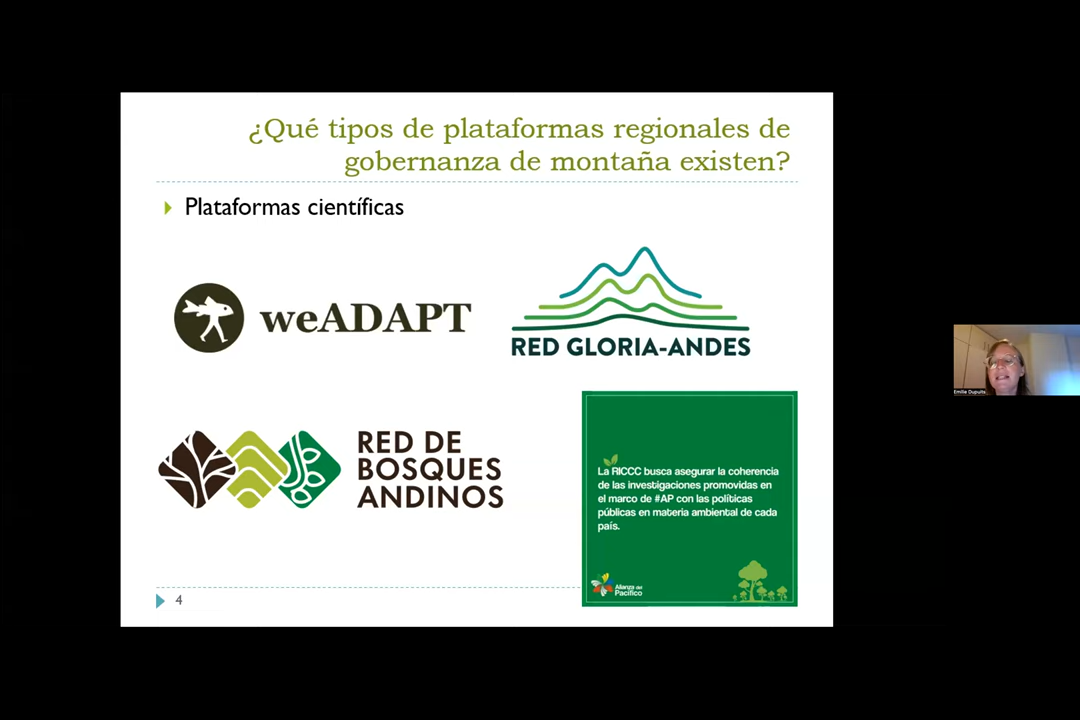 ¿Qué tipos de plataformas regionales de
gobernanza de montaña existen?
Plataformas científicas
weADAPT
RED GLORIA-ANDES
RED DE
BOSQUES
ANDINOS
La RICCC busca asegurar la coherencia
de las investigaciones promovidas en
el marco de #AP con las políticas
públicas en materia ambiental de cada
país.
Alianza del
Pacífico
4
Emilie Dupuits